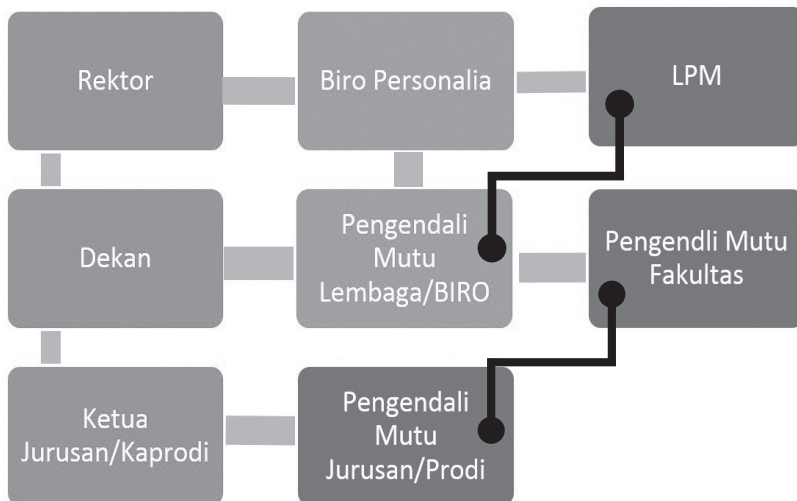 Rektor
Biro Personalia
LPM
Dekan
Pengendali
Mutu
Lembaga/BIRO
Pengendli Mutu
Fakultas
Ketua
Jurusan/Kaprodi
Pengendali
Mutu
Jurusan/Prodi